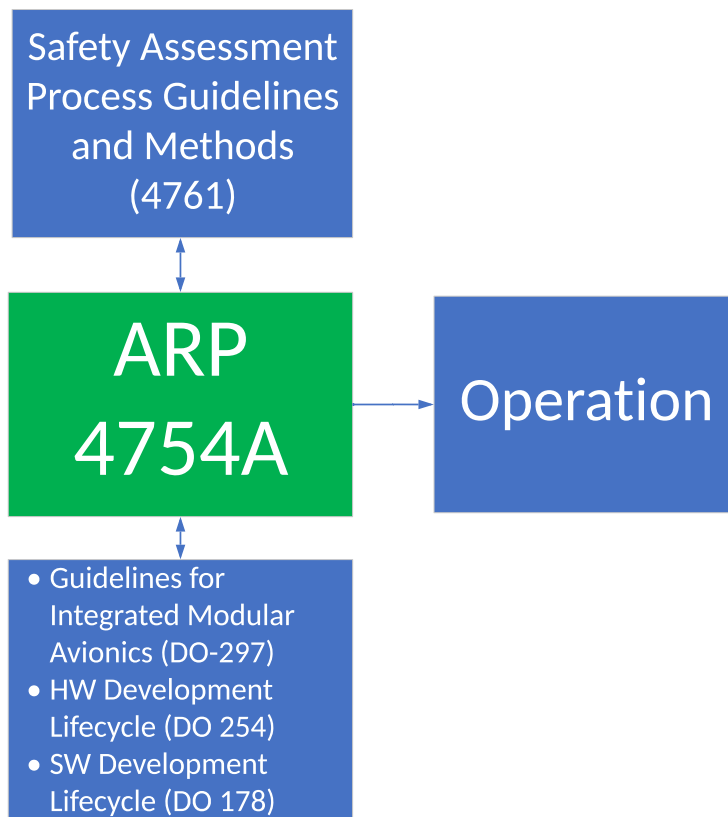 Safety Assessment
Process Guidelines
and Methods
(4761)
ARP
4754A
Operation
• Guidelines for
Integrated Modular
Avionics (DO-297)
• HW Development
Lifecycle (DO 254)
• SW Development
Lifecycle (DO 178)